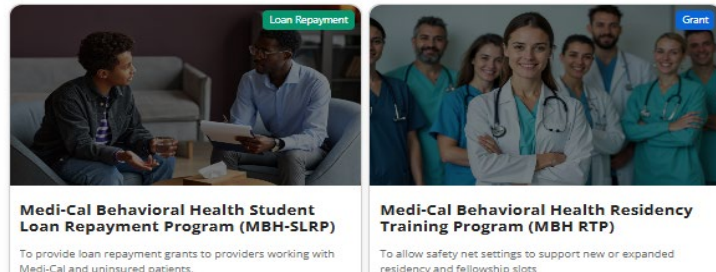 Loan Repayment
Medi-Cal Behavioral Health Student
Loan Repayment Program (MBH-SLRP)
To provide loan repayment grants to providers working with
Medi-Cal and uninsured patients.
Grant
Medi-Cal Behavioral Health Residency
Training Program (MBH RTP)
To allow safety net settings to support new or expanded
residency and fellowship slots